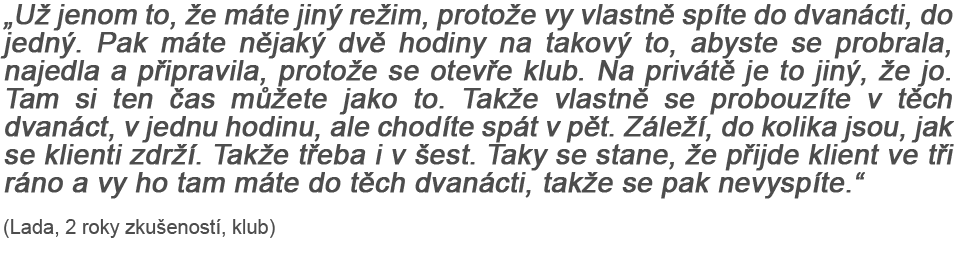 „Už jenom to, že máte jiný režim, protože vy vlastně spíte do dvanácti, do
jedný. Pak máte nějaký dvě hodiny na takový to, abyste se probrala,
najedla a připravila, protože se otevře klub. Na privátě je to jiný, že jo.
Tam si ten čas můžete jako to. Takže vlastně se probouzíte v těch
dvanáct, v jednu hodinu, ale chodíte spát v pět. Záleží, do kolika jsou, jak
se klienti zdrží. Takže třeba i v šest. Taky se stane, že přijde klient ve tři
ráno a vy ho tam máte do těch dvanácti, takže se pak nevyspíte.“
(Lada, 2 roky zkušeností, klub)